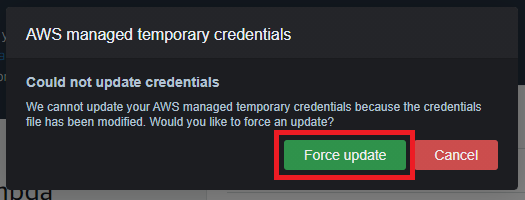 AWS managed temporary credentials
Could not update credentials
We cannot update your AWS managed temporary credentials because the credentials
file has been modified. Would you like to force an update?
Force update
Cancel